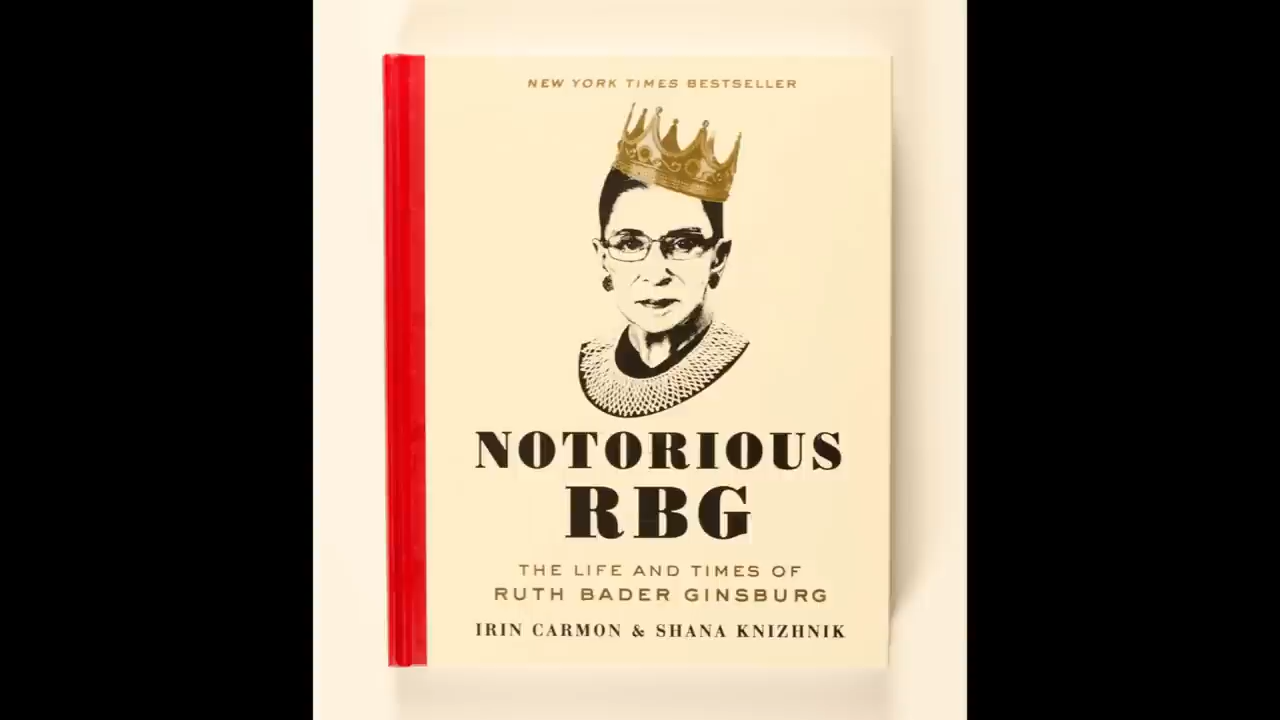 NEW YORK TIMES BESTSELLER
NOTORIOUS
RBG
THE LIFE AND TIMES OF
RUTH BADER GINSBURG
IRIN CARMON & SHANA KNIZHNIK